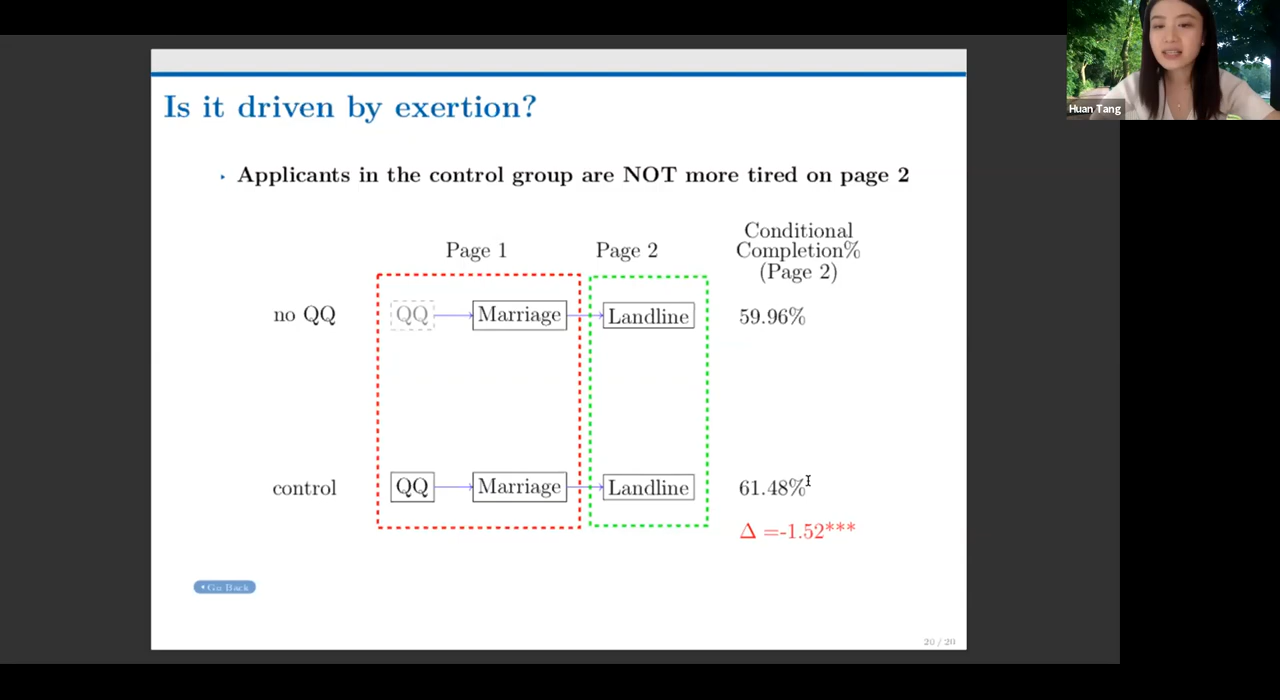 Huan Tang
Is it driven by exertion?
Applicants in the control group are NOT more tired on page 2
Page 1
Page 2
Conditional
Completion%
(Page 2)
no QQ
QQ
Marriage
Landline
59.96%
control
QQ
Marriage
Landline
61.48%
Δ =-1.52***
Go Back
20 / 20